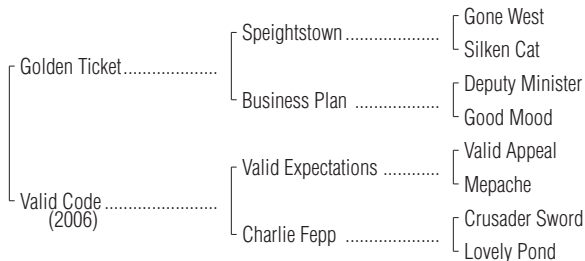 Gone West
Speightstown ....................
Silken Cat
Golden Ticket....................
Deputy Minister
Business Plan ..................
Good Mood
Valid Appeal
Valid Expectations .............
Mepache
Valid Code ........................
(2006)
Crusader Sword
Charlie Fepp ....................
Lovely Pond